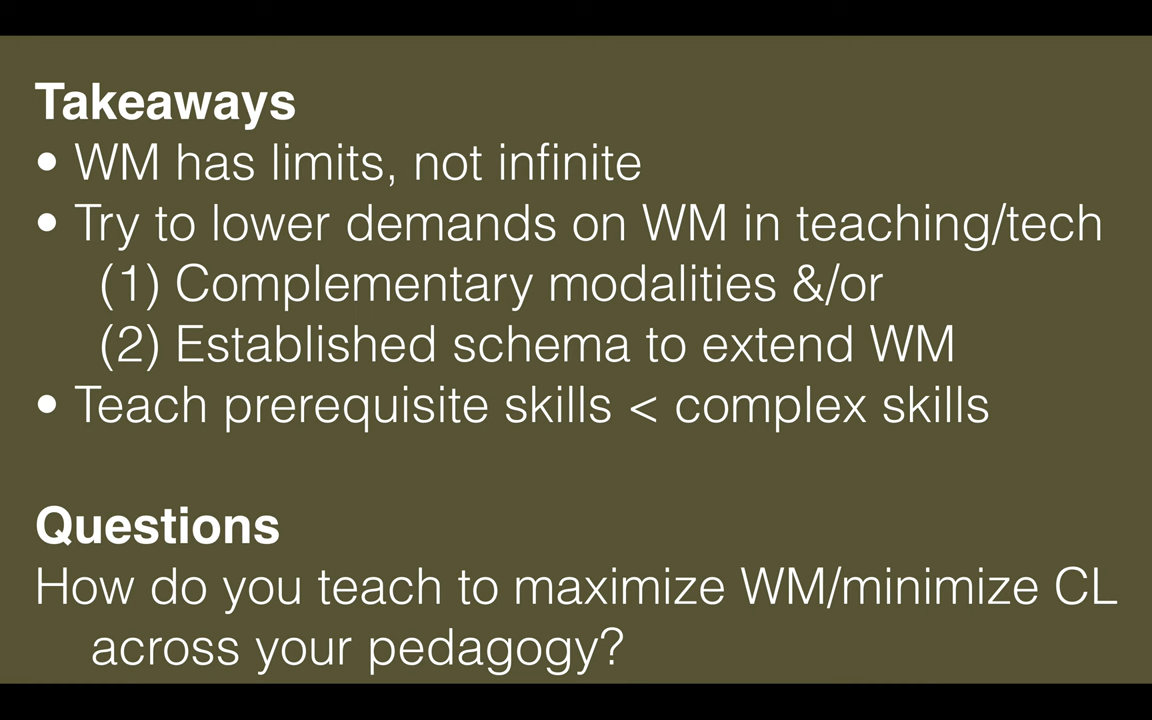 Takeaways
• WM has limits, not infinite
• Try to lower demands on WM in teaching/tech
(1) Complementary modalities &/or
(2) Established schema to extend WM
• Teach prerequisite skills < complex skills
Questions
How do you teach to maximize WM/minimize CL
across your pedagogy?